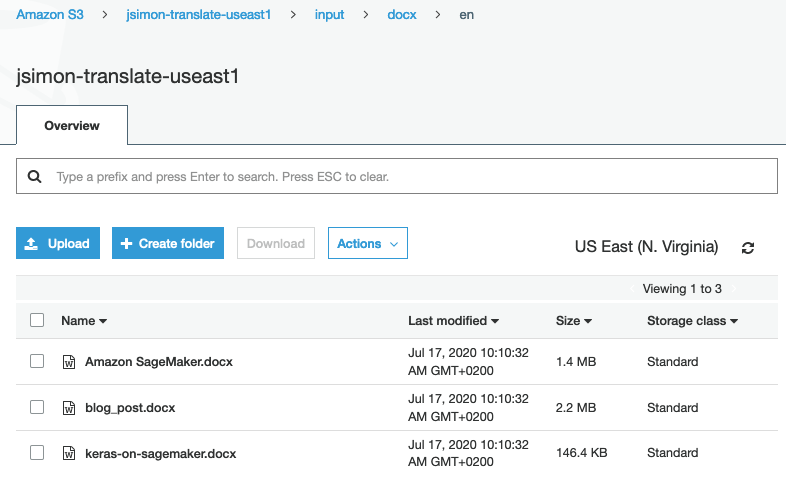 Amazon S3 > jsimon-translate-useast1 > input > docx > en
jsimon-translate-useast1
Overview
Type a prefix and press Enter to search. Press ESC to clear.
Upload + Create folder Download Actions US East (N. Virginia)
Viewing 1 to 3
Name Last modified Size Storage class
Amazon SageMaker.docx Jul 17, 2020 10:10:32 AM GMT+0200 1.4 MB Standard
blog_post.docx Jul 17, 2020 10:10:32 AM GMT+0200 2.2 MB Standard
keras-on-sagemaker.docx Jul 17, 2020 10:10:32 AM GMT+0200 146.4 KB Standard